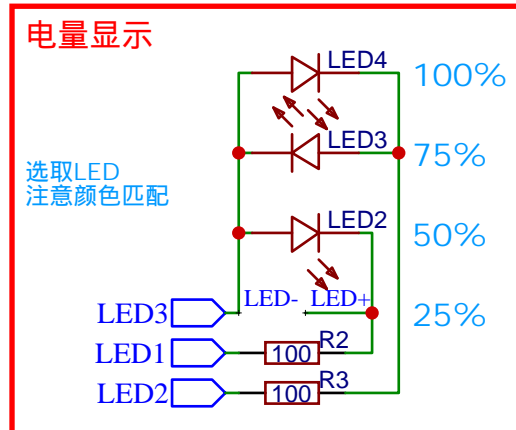 电量显示
LED4
100%
LED3
75%
选取LED
注意颜色匹配
LED2
50%
LED- LED+
25%
LED3
R2
LED1
100
R3
LED2
100